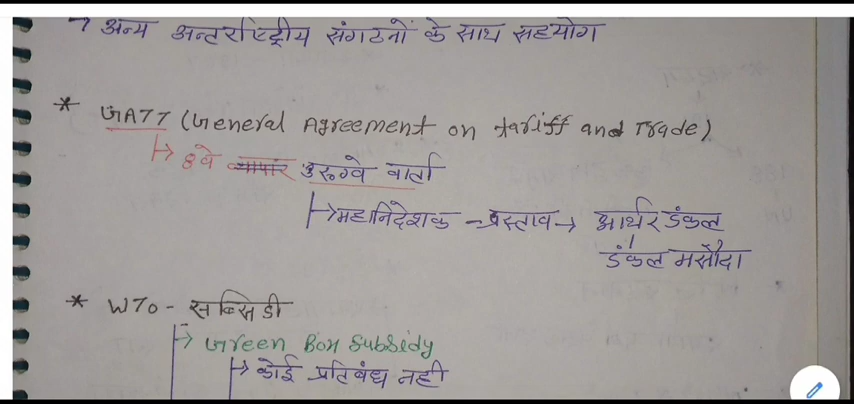 → अन्य अन्तर्राष्ट्रीय संगठनों के साथ सहयोग
* GATT (General Agreement on tariff and Trade)
→ 8वे व्यापार उरुग्वे वार्ता
→ महानिदेशक - प्रस्ताव → आर्थर डंकल
"डंकल मसौदा"
* WTO - सब्सिडी
→ Green Box Subsidy
→ कोई प्रतिबंध नही